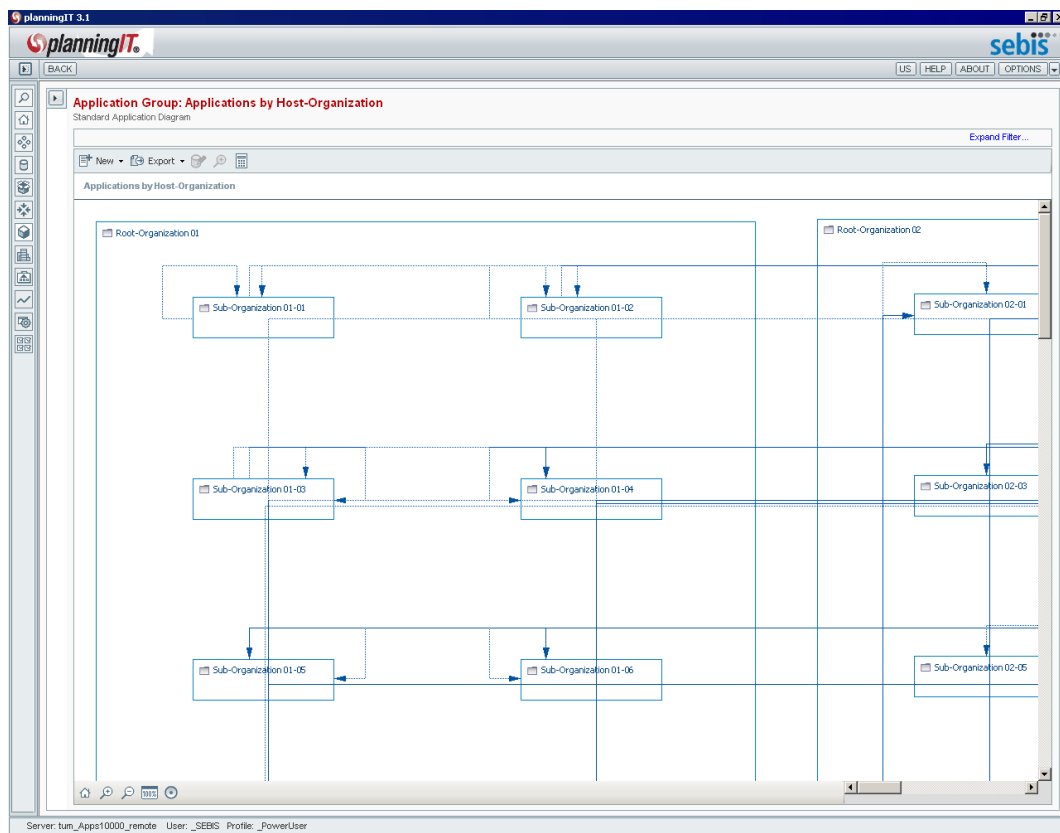 planningIT 3.1
planningIT®
sebis
BACK
US HELP ABOUT OPTIONS
Application Group: Applications by Host-Organization
Standard Application Diagram
Expand Filter...
New Export
Applications by Host-Organization
Root-Organization 01
Root-Organization 02
Sub-Organization 01-01
Sub-Organization 01-02
Sub-Organization 02-01
Sub-Organization 01-03
Sub-Organization 01-04
Sub-Organization 02-03
Sub-Organization 01-05
Sub-Organization 01-06
Sub-Organization 02-05
100%
Server: tum_Apps10000_remote User: _SEBIS Profile: _PowerUser